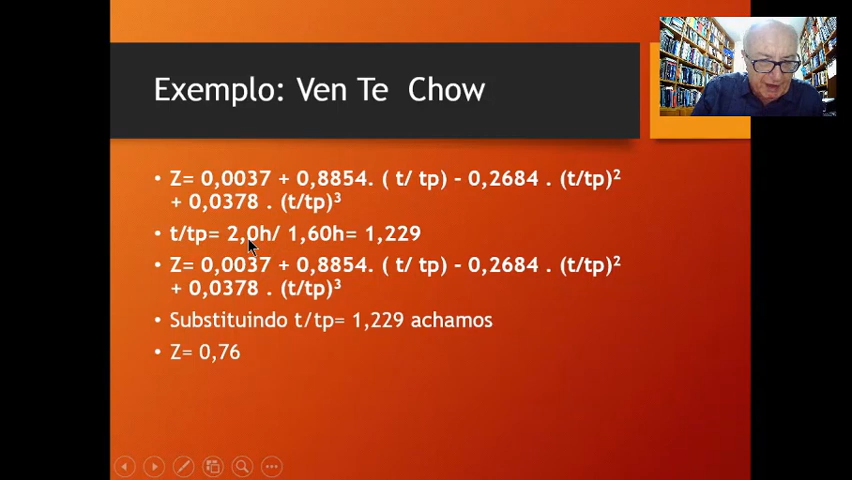 Exemplo: Ven Te Chow
• Z= 0,0037 + 0,8854. ( t/ tp) – 0,2684 . (t/tp)²
+ 0,0378 . (t/tp)³
• t/tp= 2,0h/ 1,60h= 1,229
• Z= 0,0037 + 0,8854. ( t/ tp) – 0,2684 . (t/tp)²
+ 0,0378 . (t/tp)³
• Substituindo t/tp= 1,229 achamos
• Z= 0,76